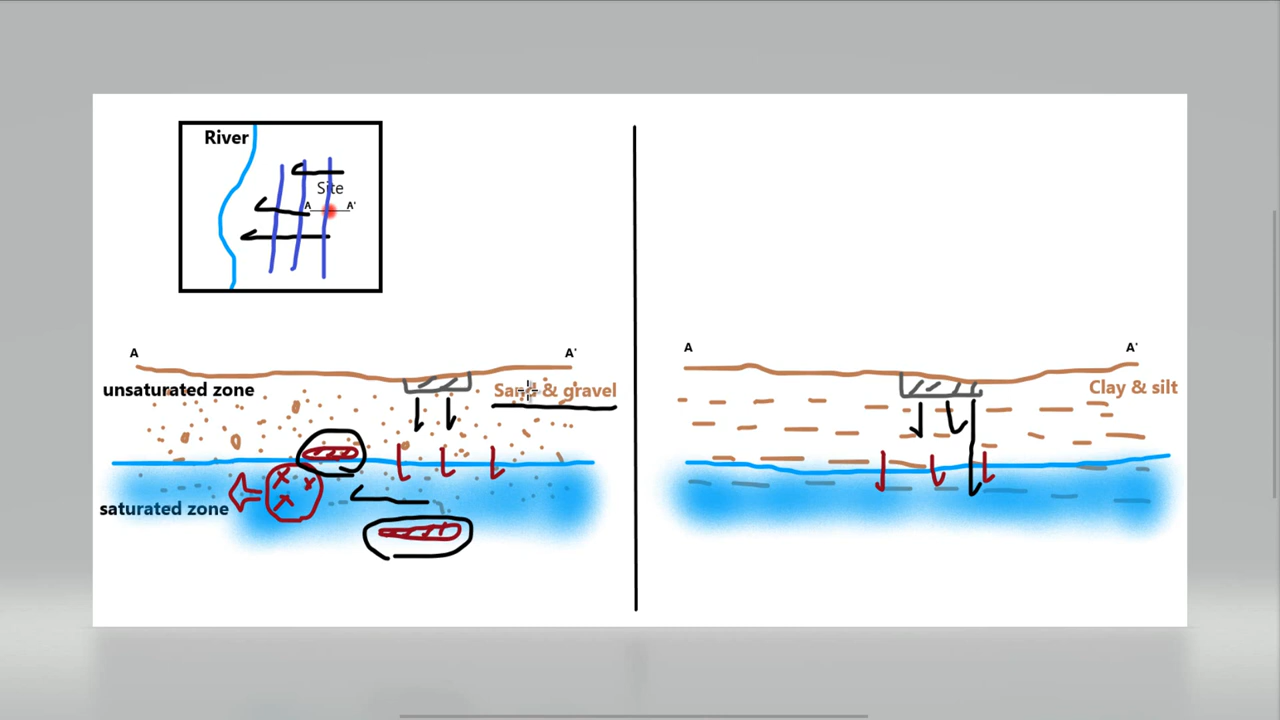 River
Site
A A'
A A'
unsaturated zone Sand & gravel
saturated zone
A A'
Clay & silt